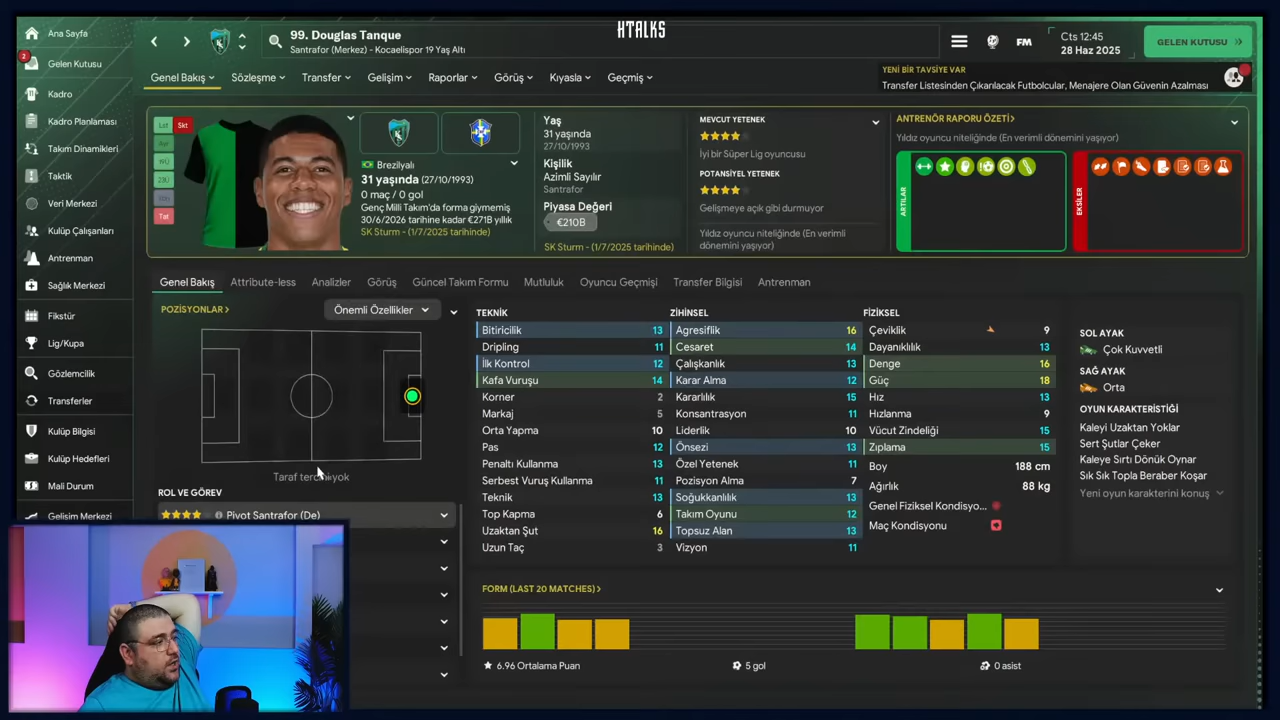 HTALKS
Ana Sayfa
2
Gelen Kutusu
Kadro
Kadro Planlaması
Takım Dinamikleri
Taktik
Veri Merkezi
Kulüp Çalışanları
Antrenman
Sağlık Merkezi
Fikstür
Lig/Kupa
Gözlemcilik
Transferler
Kulüp Bilgisi
Kulüp Hedefleri
Mali Durum
Gelişim Merkezi
99. Douglas Tanque
Santrafor (Merkez) - Kocaelispor 19 Yaş Altı
FM
Cts 12:45
28 Haz 2025
GELEN KUTUSU
Genel Bakış
Sözleşme
Transfer
Gelişim
Raporlar
Görüş
Kıyasla
Geçmiş
YENİ BİR TAVSİYE VAR
Transfer Listesinden Çıkarılacak Futbolcular, Menajere Olan Güvenin Azalması
Skt
Brezilyalı
31 yaşında (27/10/1993)
0 maç / 0 gol
Genç Milli Takım'da forma giymemiş
30/6/2026 tarihine kadar €271B yıllık
SK Sturm - (1/7/2025 tarihinde)
Yaş
31 yaşında
27/10/1993
Kişilik
Azimli Sayılır
Santrafor
Piyasa Değeri
€210B
SK Sturm - (1/7/2025 tarihinde)
MEVCUT YETENEK
İyi bir Süper Lig oyuncusu
POTANSİYEL YETENEK
Gelişmeye açık gibi durmuyor
Yıldız oyuncu niteliğinde (En verimli
dönemini yaşıyor)
ANTRENÖR RAPORU ÖZETİ
Yıldız oyuncu niteliğinde (En verimli dönemini yaşıyor)
ARTILAR
EKSİLER
Genel Bakış
Attribute-less
Analizler
Görüş
Güncel Takım Formu
Mutluluk
Oyuncu Geçmişi
Transfer Bilgisi
Antrenman
POZİSYONLAR
Önemli Özellikler
Taraf tercihi yok
ROL VE GÖREV
Pivot Santrafor (De)
TEKNİK
Bitiricilik 13
Dripling 11
İlk Kontrol 12
Kafa Vuruşu 14
Korner 2
Markaj 5
Orta Yapma 10
Pas 12
Penaltı Kullanma 13
Serbest Vuruş Kullanma 11
Teknik 13
Top Kapma 6
Uzaktan Şut 16
Uzun Taç 3
ZİHİNSEL
Agresiflik 16
Cesaret 14
Çalışkanlık 13
Karar Alma 12
Kararlılık 15
Konsantrasyon 11
Liderlik 10
Önsezi 13
Özel Yetenek 11
Pozisyon Alma 7
Soğukkanlılık 13
Takım Oyunu 12
Topsuz Alan 13
Vizyon 11
FİZİKSEL
Çeviklik 9
Dayanıklılık 13
Denge 16
Güç 18
Hız 13
Hızlanma 9
Vücut Zindeliği 15
Zıplama 15
Boy 188 cm
Ağırlık 88 kg
Genel Fiziksel Kondisyo...
Maç Kondisyonu
SOL AYAK
Çok Kuvvetli
SAĞ AYAK
Orta
OYUN KARAKTERİSTİĞİ
Kaleyi Uzaktan Yoklar
Sert Şutlar Çeker
Kaleye Sırtı Dönük Oynar
Sık Sık Topla Beraber Koşar
Yeni oyun karakterini konuş
FORM (LAST 20 MATCHES)
6.96 Ortalama Puan
5 gol
0 asist